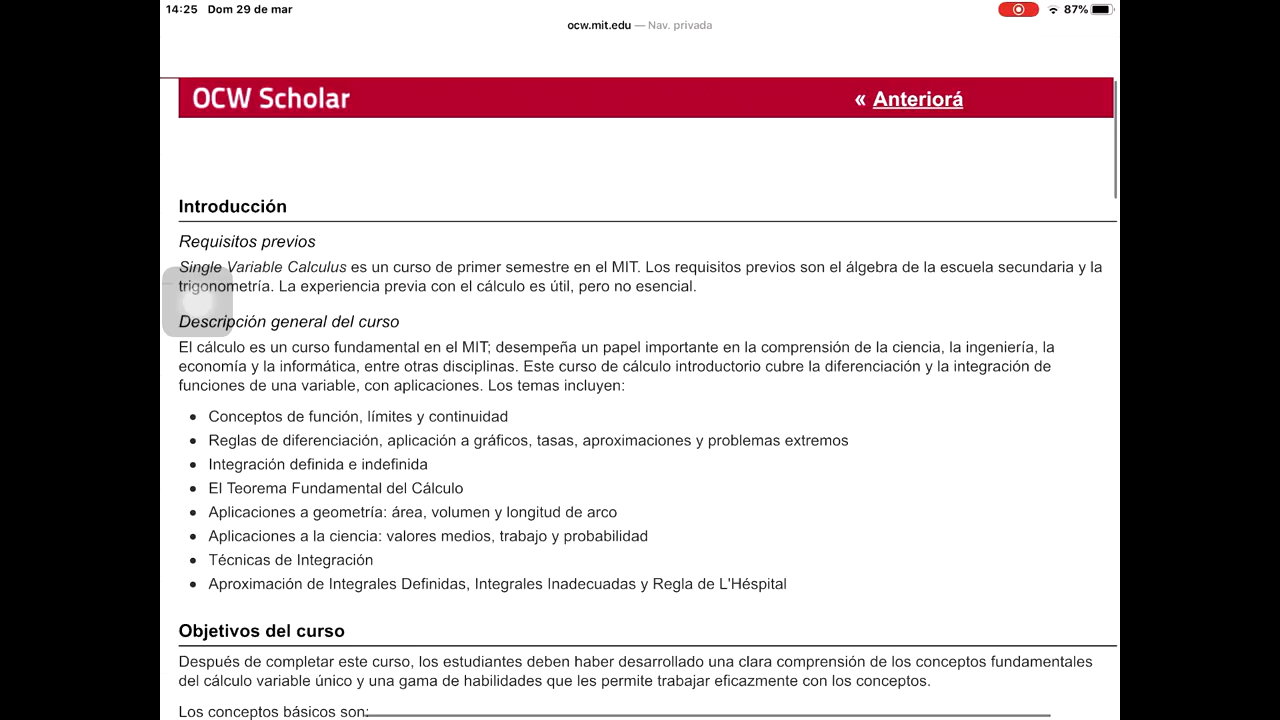 14:25 Dom 29 de mar
87%
ocw.mit.edu — Nav. privada
OCW Scholar
« Anteriorá
Introducción
Requisitos previos
Single Variable Calculus es un curso de primer semestre en el MIT. Los requisitos previos son el álgebra de la escuela secundaria y la
trigonometría. La experiencia previa con el cálculo es útil, pero no esencial.
Descripción general del curso
El cálculo es un curso fundamental en el MIT; desempeña un papel importante en la comprensión de la ciencia, la ingeniería, la
economía y la informática, entre otras disciplinas. Este curso de cálculo introductorio cubre la diferenciación y la integración de
funciones de una variable, con aplicaciones. Los temas incluyen:
• Conceptos de función, límites y continuidad
• Reglas de diferenciación, aplicación a gráficos, tasas, aproximaciones y problemas extremos
• Integración definida e indefinida
• El Teorema Fundamental del Cálculo
• Aplicaciones a geometría: área, volumen y longitud de arco
• Aplicaciones a la ciencia: valores medios, trabajo y probabilidad
• Técnicas de Integración
• Aproximación de Integrales Definidas, Integrales Inadecuadas y Regla de L'Héspital
Objetivos del curso
Después de completar este curso, los estudiantes deben haber desarrollado una clara comprensión de los conceptos fundamentales
del cálculo variable único y una gama de habilidades que les permite trabajar eficazmente con los conceptos.
Los conceptos básicos son: